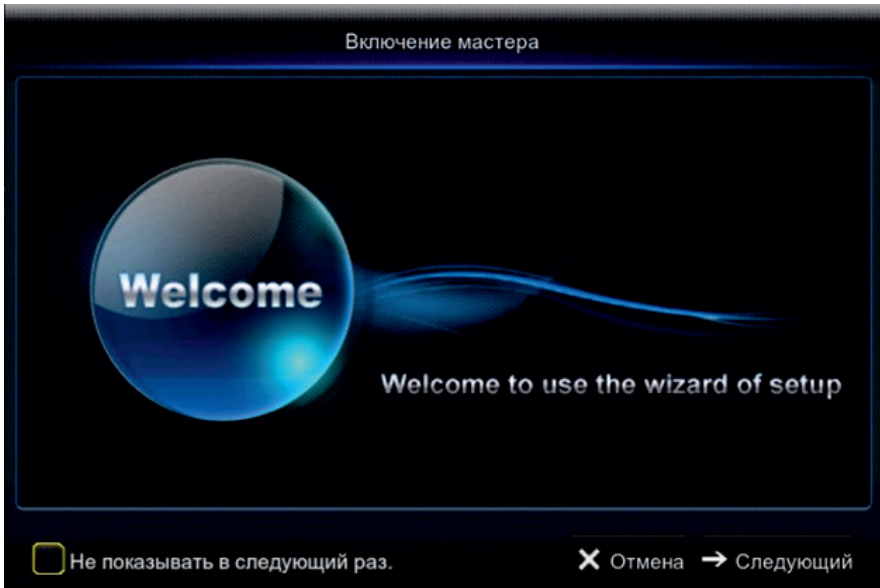 Включение мастера
Welcome
Welcome to use the wizard of setup
Не показывать в следующий раз.
Отмена
Следующий